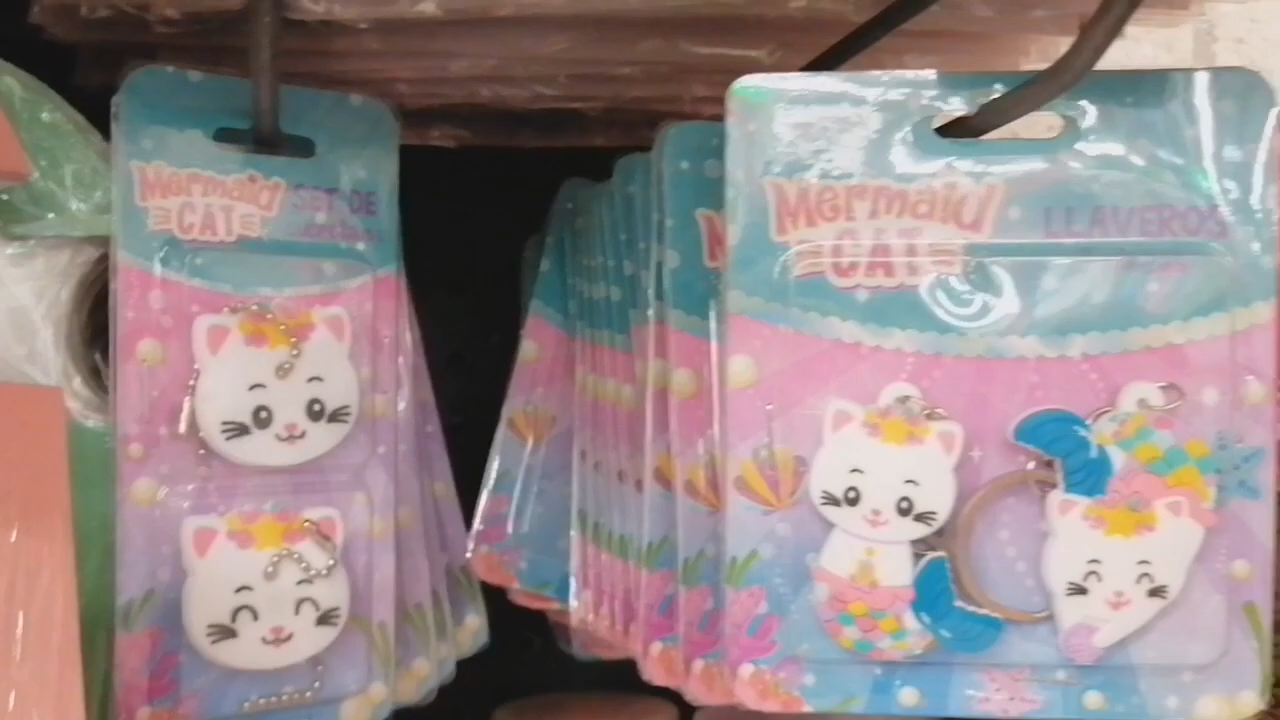 Mermaid
CAT
SET DE
Mermaid
CAT
LLAVEROS
M